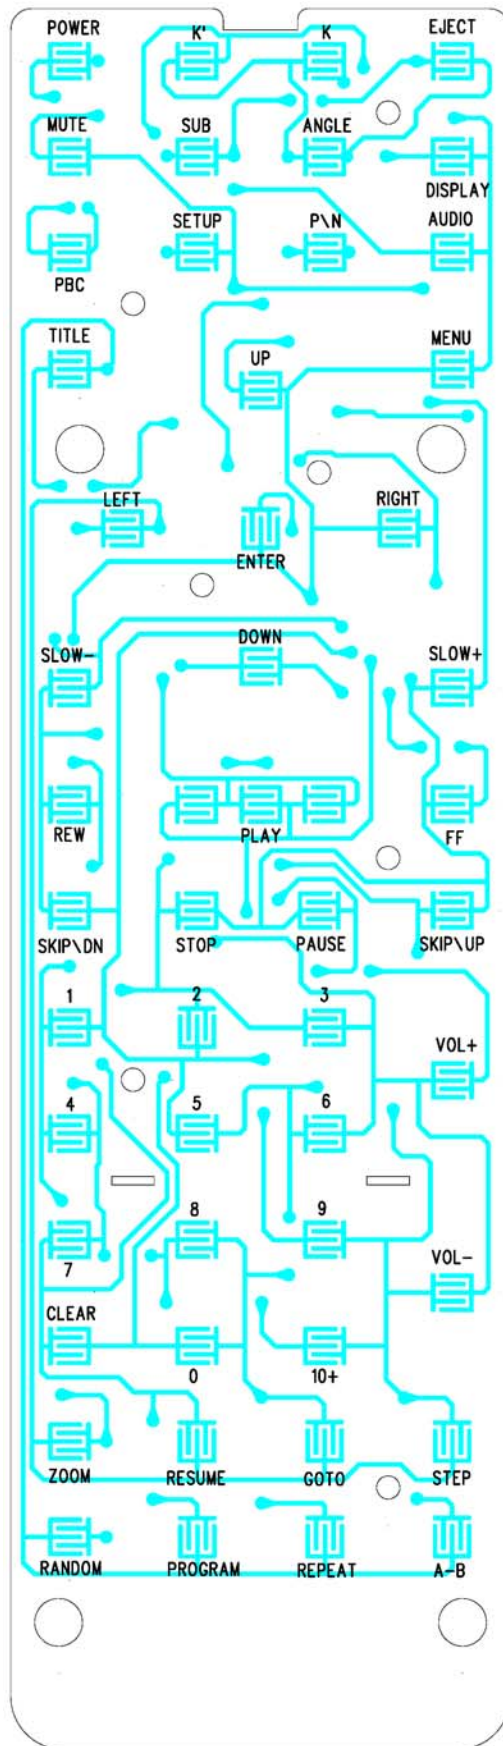 POWER K' K EJECT
MUTE SUB ANGLE
DISPLAY
SETUP P\N AUDIO
PBC
TITLE MENU
UP
LEFT RIGHT
ENTER
DOWN
SLOW- SLOW+
REW PLAY FF
SKIP\DN STOP PAUSE SKIP\UP
1 2 3
VOL+
4 5 6
8 9
7
VOL-
CLEAR
0 10+
ZOOM RESUME GOTO STEP
RANDOM PROGRAM REPEAT A-B